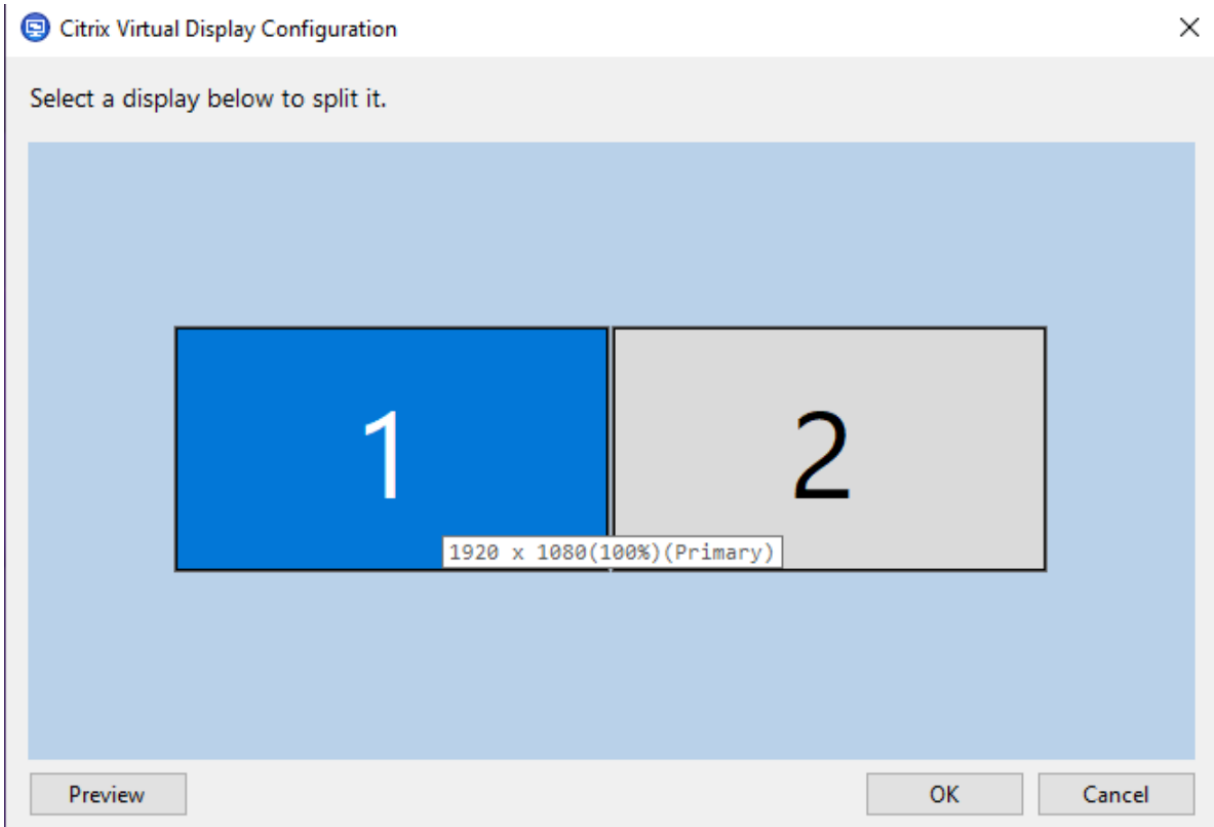 Citrix Virtual Display Configuration
Select a display below to split it.
1
2
1920 x 1080(100%)(Primary)
Preview
OK
Cancel